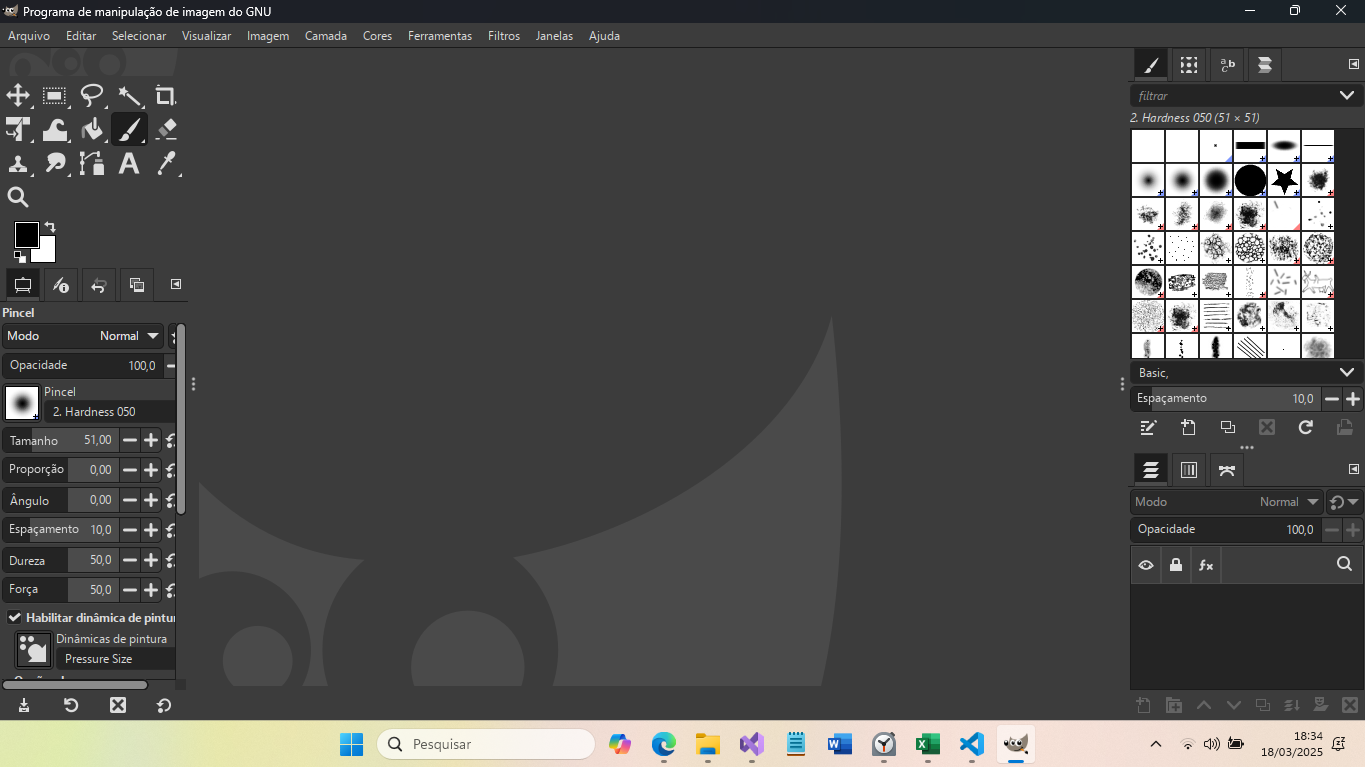 Programa de manipulação de imagem do GNU
Arquivo Editar Selecionar Visualizar Imagem Camada Cores Ferramentas Filtros Janelas Ajuda
Pincel
Modo Normal
Opacidade 100,0
Pincel
2. Hardness 050
Tamanho 51,00
Proporção 0,00
Ângulo 0,00
Espaçamento 10,0
Dureza 50,0
Força 50,0
Habilitar dinâmica de pintu
Dinâmicas de pintura
Pressure Size
filtrar
2. Hardness 050 (51 × 51)
Basic,
Espaçamento 10,0
Modo Normal
Opacidade 100,0
fx
Pesquisar
18:34
18/03/2025